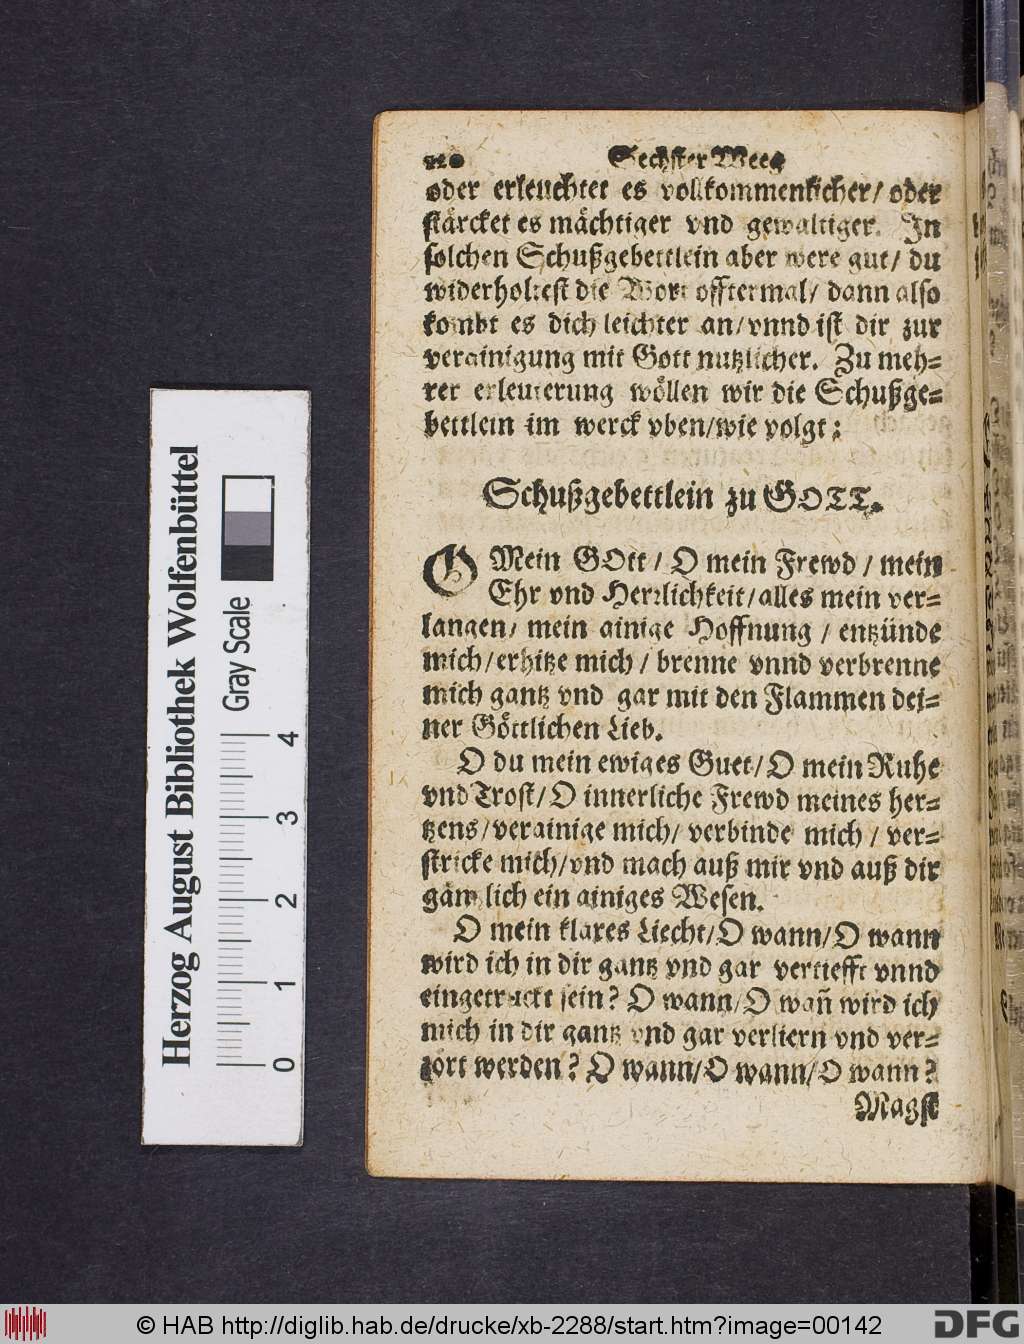 120 Sechster Weeg
oder erleuchtet es vollkommenlicher/ oder
stärcket es mächtiger vnd gewaltiger. In
solchen Schußgebettlein aber were gut/ du
widerholtest die Wort offtermal/ dann also
kombt es dich leichter an/vnnd ist dir zur
verainigung mit Gott nutzlicher. Zu meh-
rer erleuterung wöllen wir die Schußge-
bettlein im werck vben/wie volgt:
Schußgebettlein zu GOTT.
O Mein GOtt / O mein Frewd / mein
Ehr vnd Herrlichkeit/alles mein ver-
langen/ mein ainige Hoffnung / entzünde
mich/erhitze mich / brenne vnnd verbrenne
mich gantz vnd gar mit den Flammen dei-
ner Göttlichen Lieb.
O du mein ewiges Guet/ O mein Ruhe
vnd Trost/ O innerliche Frewd meines her-
tzens/verainige mich/ verbinde mich / ver-
stricke mich/vnd mach auß mir vnd auß dir
gäntzlich ein ainiges Wesen.
O mein klares Liecht/O wann/O wann
wird ich in dir gantz vnd gar vertiefft vnnd
eingetruckt sein? O wann/O wañ wird ich
mich in dir gantz vnd gar verliern vnd ver-
zört werden? O wann/O wann/O wann?
Magst
Herzog August Bibliothek Wolfenbüttel
Gray Scale
0 1 2 3 4
© HAB http://diglib.hab.de/drucke/xb-2288/start.htm?image=00142
DFG